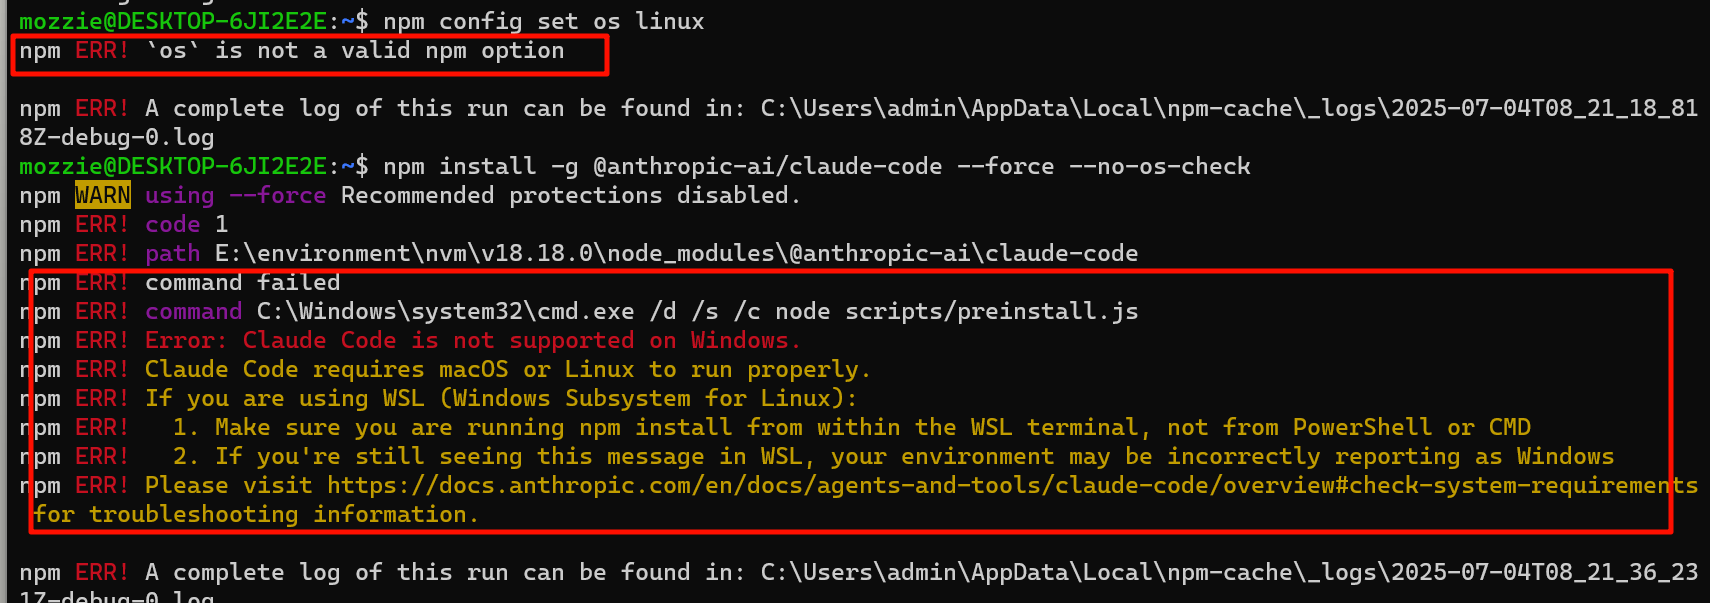 mozzie@DESKTOP-6JI2E2E:~$ npm config set os linux
npm ERR! `os` is not a valid npm option
npm ERR! A complete log of this run can be found in: C:\Users\admin\AppData\Local\npm-cache\_logs\2025-07-04T08_21_18_81
8Z-debug-0.log
mozzie@DESKTOP-6JI2E2E:~$ npm install -g @anthropic-ai/claude-code --force --no-os-check
npm WARN using --force Recommended protections disabled.
npm ERR! code 1
npm ERR! path E:\environment\nvm\v18.18.0\node_modules\@anthropic-ai\claude-code
npm ERR! command failed
npm ERR! command C:\Windows\system32\cmd.exe /d /s /c node scripts/preinstall.js
npm ERR! Error: Claude Code is not supported on Windows.
npm ERR! Claude Code requires macOS or Linux to run properly.
npm ERR! If you are using WSL (Windows Subsystem for Linux):
npm ERR!   1. Make sure you are running npm install from within the WSL terminal, not from PowerShell or CMD
npm ERR!   2. If you're still seeing this message in WSL, your environment may be incorrectly reporting as Windows
npm ERR! Please visit https://docs.anthropic.com/en/docs/agents-and-tools/claude-code/overview#check-system-requirements
for troubleshooting information.
npm ERR! A complete log of this run can be found in: C:\Users\admin\AppData\Local\npm-cache\_logs\2025-07-04T08_21_36_23
1Z-debug-0.log